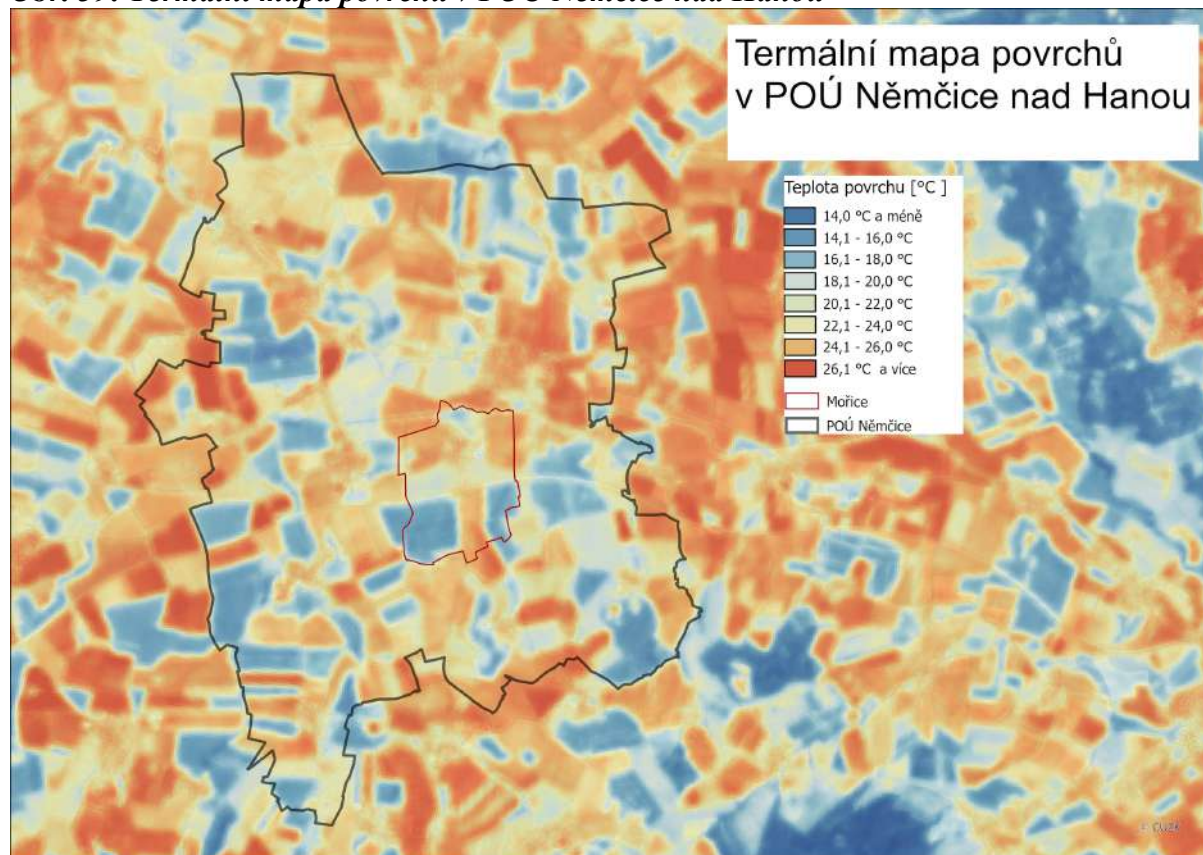 Termální mapa povrchů
v POÚ Němčice nad Hanou
Teplota povrchu [°C ]
14,0 °C a méně
14,1 - 16,0 °C
16,1 - 18,0 °C
18,1 - 20,0 °C
20,1 - 22,0 °C
22,1 - 24,0 °C
24,1 - 26,0 °C
26,1 °C a více
Mořice
POÚ Němčice
© ČÚZK